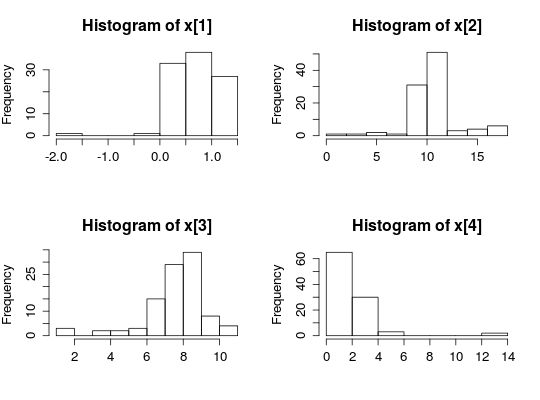 Histogram of x[1]
Frequency
0 10 30
-2.0 -1.0 0.0 1.0
Histogram of x[2]
Frequency
0 20 40
0 5 10 15
Histogram of x[3]
Frequency
0 10 25
2 4 6 8 10
Histogram of x[4]
Frequency
0 20 40 60
0 2 4 6 8 10 12 14